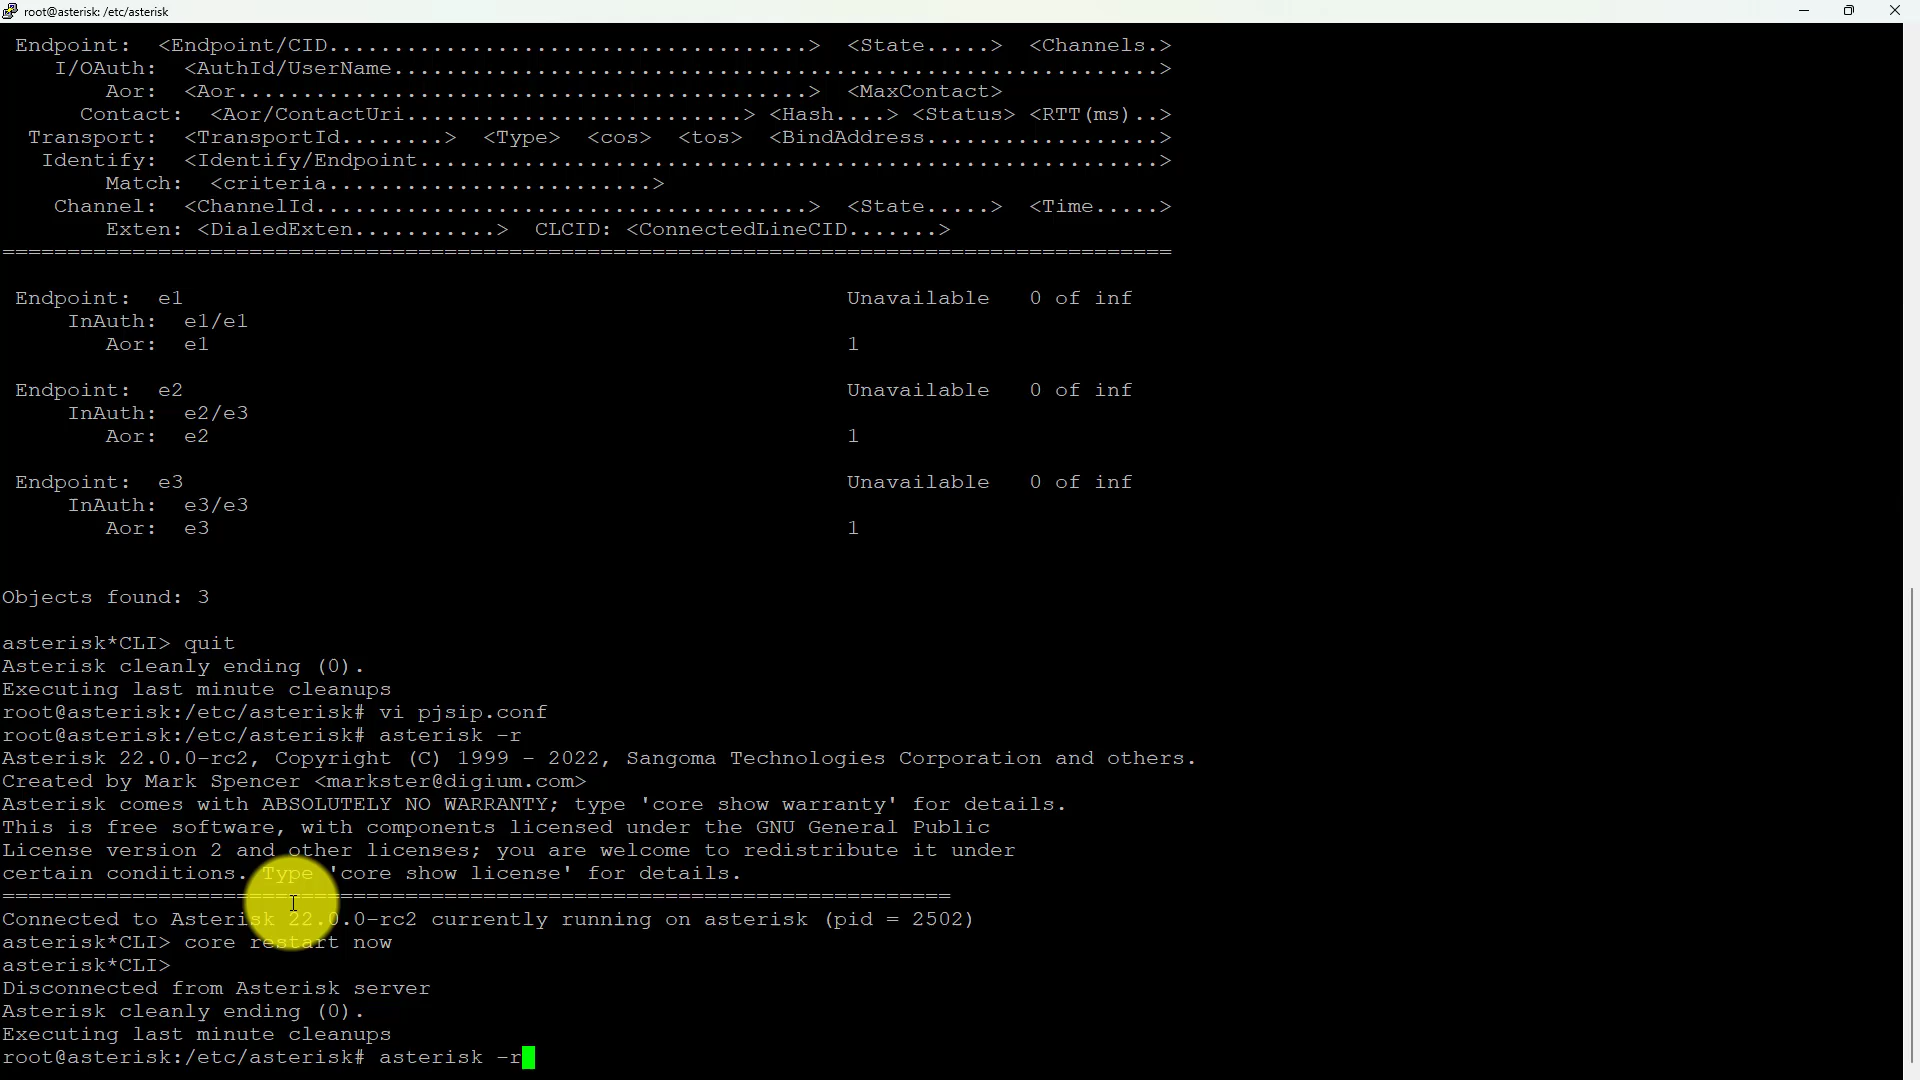 root@asterisk: /etc/asterisk
Endpoint:  <Endpoint/CID.....................................>  <State.....>  <Channels.>
I/OAuth:  <AuthId/UserName...........................................................>
Aor:  <Aor............................................>  <MaxContact>
Contact:  <Aor/ContactUri..........................> <Hash....> <Status> <RTT(ms)..>
Transport:  <TransportId........>  <Type>  <cos>  <tos>  <BindAddress..................>
Identify:  <Identify/Endpoint.........................................................>
Match:  <criteria.........................>
Channel:  <ChannelId......................................>  <State.....>  <Time.....>
Exten: <DialedExten...........>  CLCID: <ConnectedLineCID.......>
==========================================================================================
Endpoint:  e1  Unavailable   0 of inf
InAuth:  e1/e1
Aor:  e1  1
Endpoint:  e2  Unavailable   0 of inf
InAuth:  e2/e3
Aor:  e2  1
Endpoint:  e3  Unavailable   0 of inf
InAuth:  e3/e3
Aor:  e3  1
Objects found: 3
asterisk*CLI> quit
Asterisk cleanly ending (0).
Executing last minute cleanups
root@asterisk:/etc/asterisk# vi pjsip.conf
root@asterisk:/etc/asterisk# asterisk -r
Asterisk 22.0.0-rc2, Copyright (C) 1999 - 2022, Sangoma Technologies Corporation and others.
Created by Mark Spencer <markster@digium.com>
Asterisk comes with ABSOLUTELY NO WARRANTY; type 'core show warranty' for details.
This is free software, with components licensed under the GNU General Public
License version 2 and other licenses; you are welcome to redistribute it under
certain conditions. Type 'core show license' for details.
=========================================================================
Connected to Asterisk 22.0.0-rc2 currently running on asterisk (pid = 2502)
asterisk*CLI> core restart now
asterisk*CLI>
Disconnected from Asterisk server
Asterisk cleanly ending (0).
Executing last minute cleanups
root@asterisk:/etc/asterisk# asterisk -r